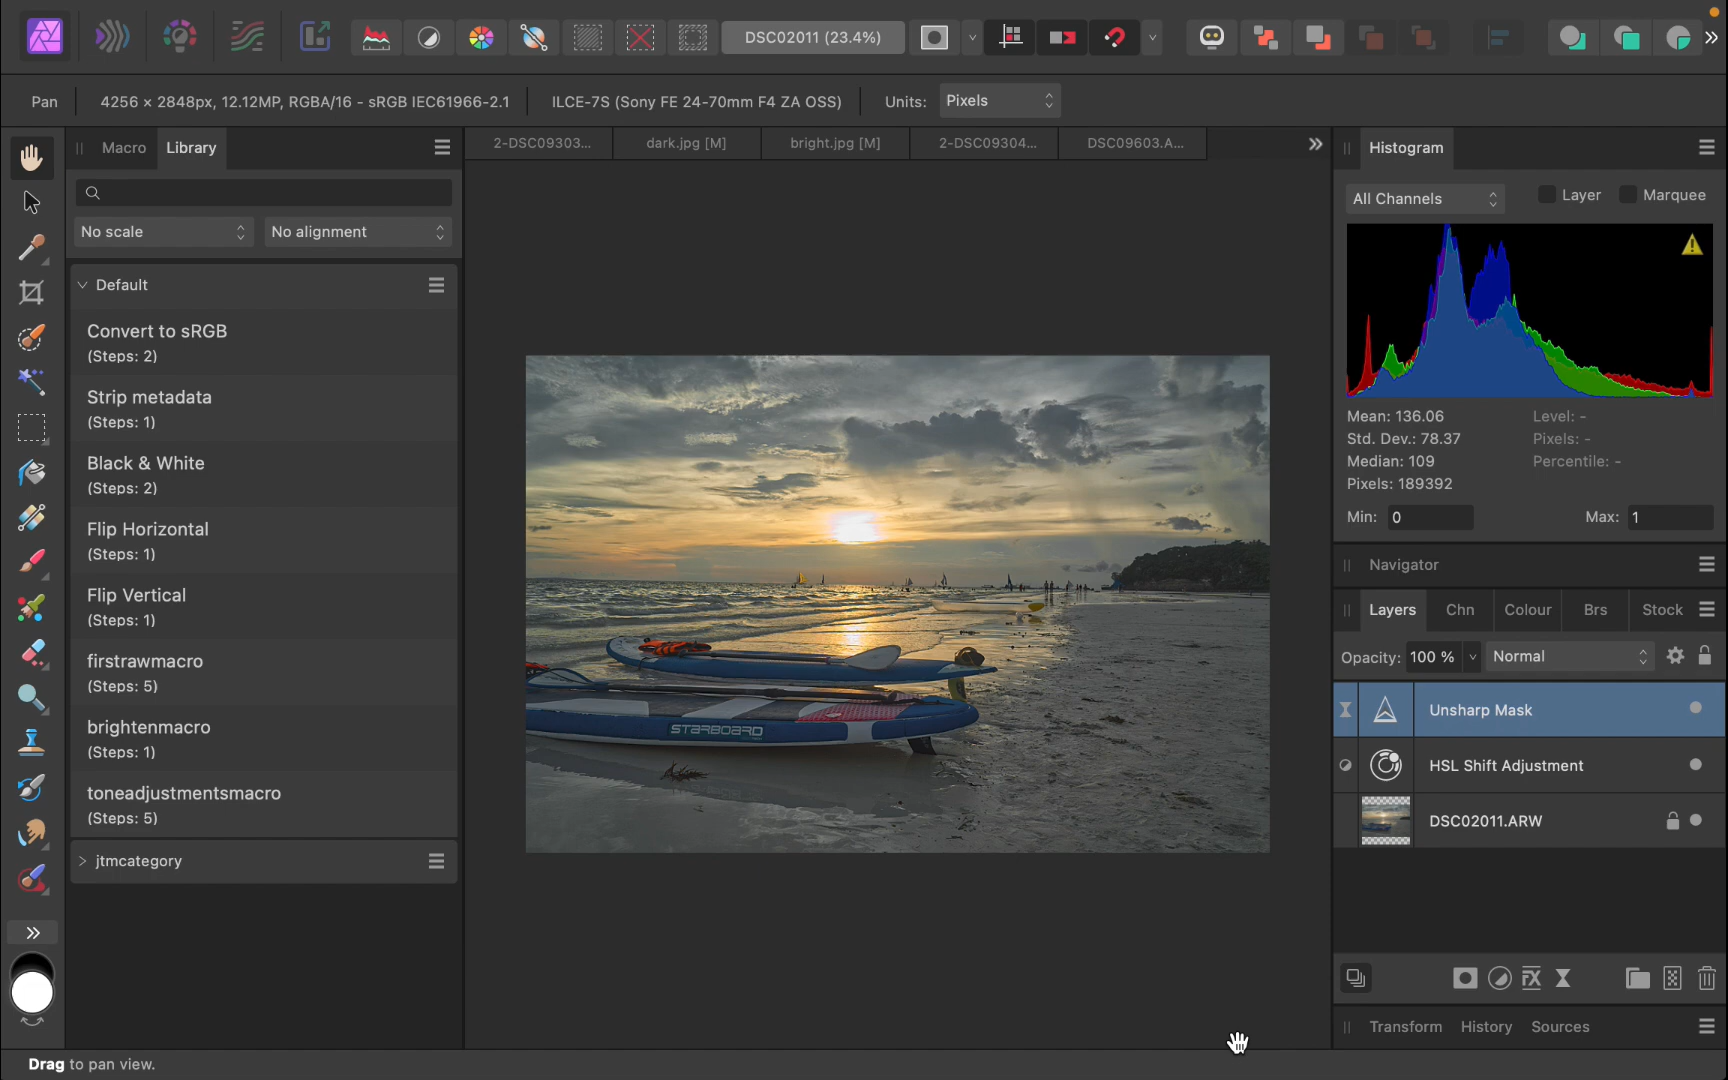 DSC02011 (23.4%)
Pan
4256 × 2848px, 12.12MP, RGBA/16 - sRGB IEC61966-2.1
ILCE-7S (Sony FE 24-70mm F4 ZA OSS)
Units:
Pixels
Macro
Library
2-DSC09303...
dark.jpg [M]
bright.jpg [M]
2-DSC09304...
DSC09603.A...
Histogram
No scale
No alignment
All Channels
Layer
Marquee
Default
Convert to sRGB
(Steps: 2)
Strip metadata
(Steps: 1)
Black & White
(Steps: 2)
Flip Horizontal
(Steps: 1)
Flip Vertical
(Steps: 1)
firstrawmacro
(Steps: 5)
brightenmacro
(Steps: 1)
toneadjustmentsmacro
(Steps: 5)
jtmcategory
STARBOARD
Mean: 136.06
Level: -
Std. Dev.: 78.37
Pixels: -
Median: 109
Percentile: -
Pixels: 189392
Min: 0
Max: 1
Navigator
Layers
Chn
Colour
Brs
Stock
Opacity: 100 %
Normal
Unsharp Mask
HSL Shift Adjustment
DSC02011.ARW
FX
Transform
History
Sources
Drag to pan view.